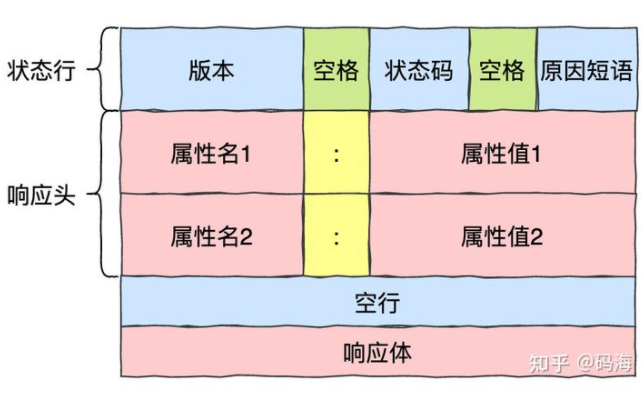 状态行 版本 空格 状态码 空格 原因短语
属性名1 : 属性值1
响应头
属性名2 : 属性值2
空行
响应体
知乎 @码海